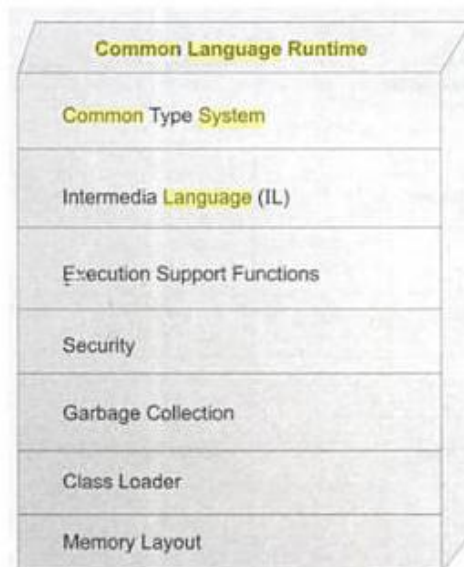 Common Language Runtime
Common Type System
Intermedia Language (IL)
Execution Support Functions
Security
Garbage Collection
Class Loader
Memory Layout